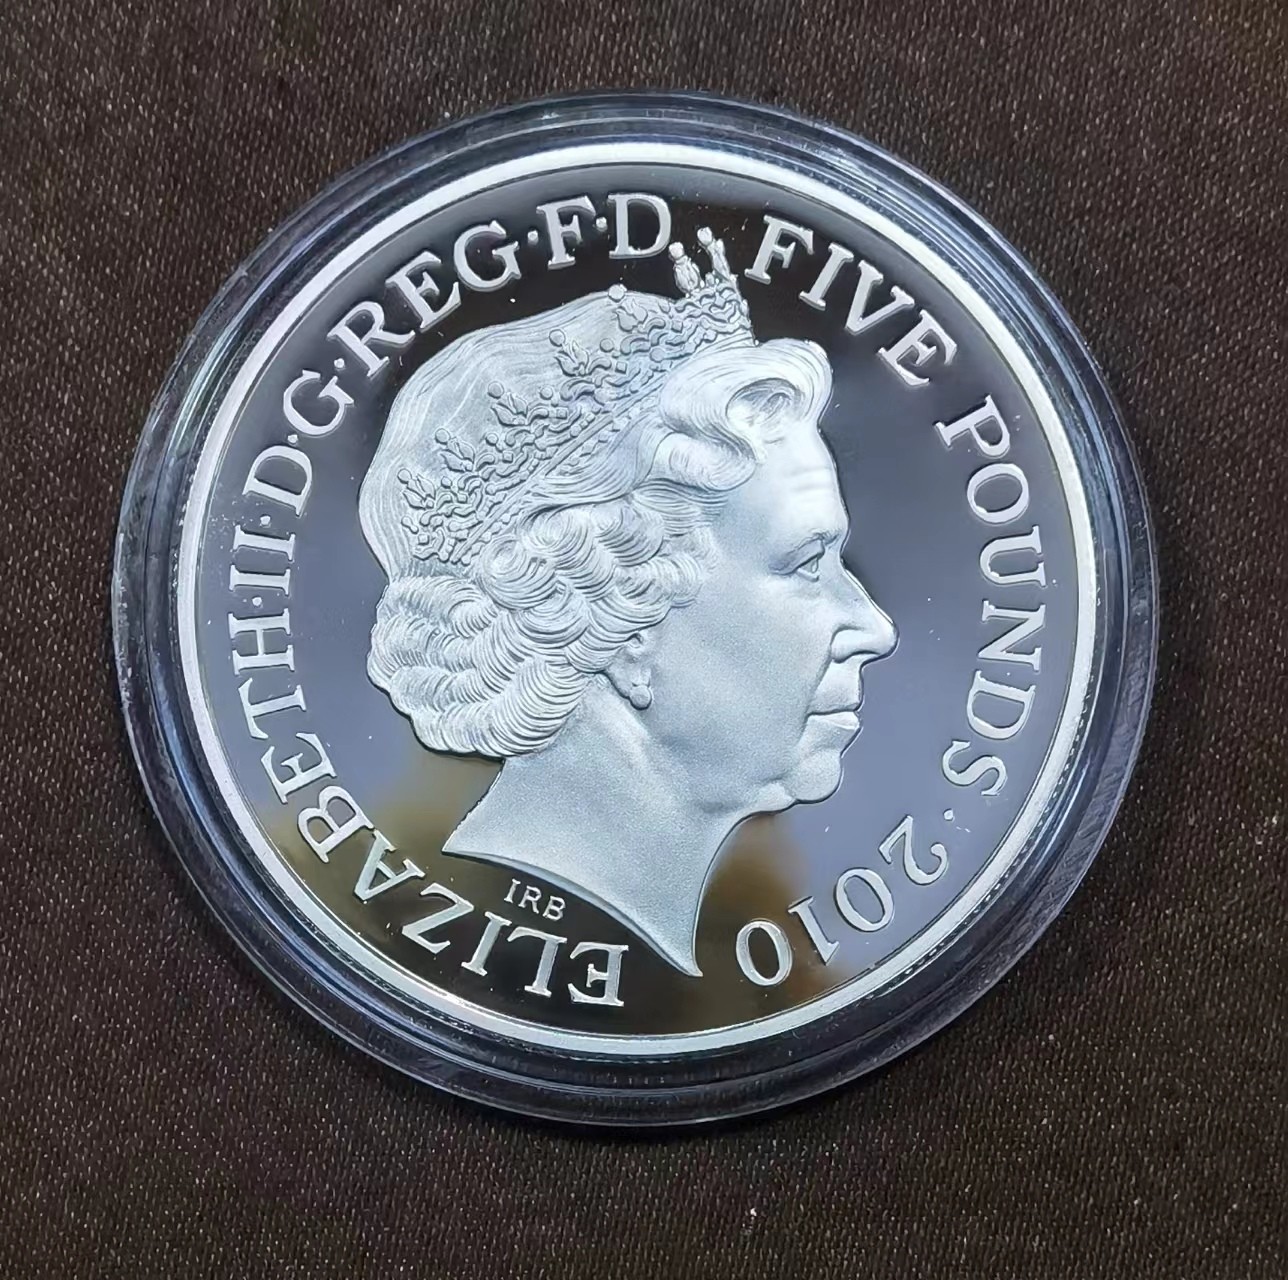 ELIZABETH·II·D·G·REG·F·D
FIVE POUNDS·2010
IRB